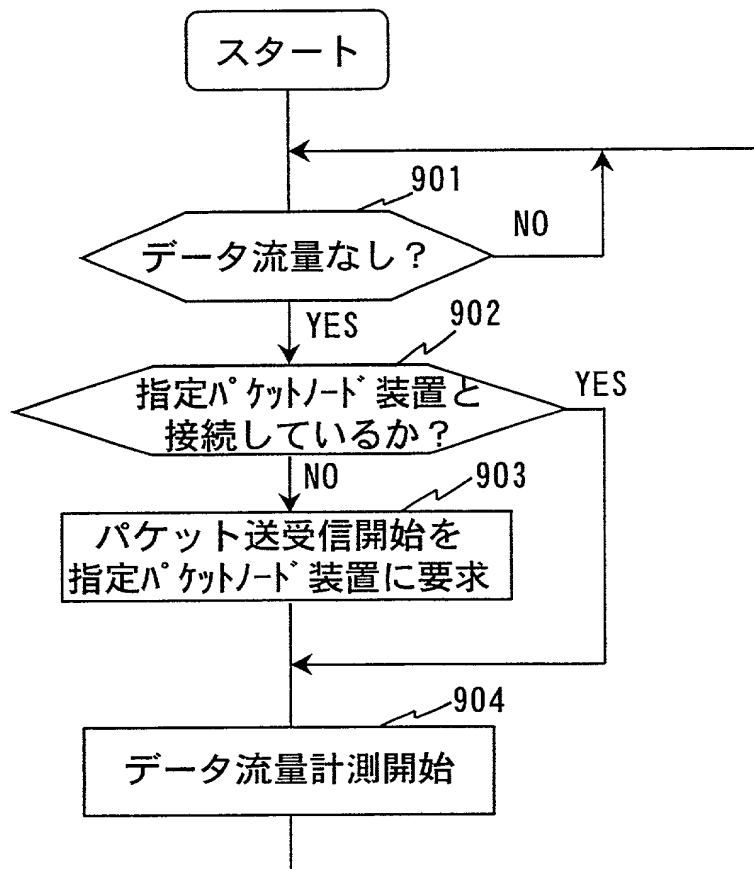 スタート
901
データ流量なし？
NO
YES
902
指定ﾊﾟｹｯﾄﾉｰﾄﾞ装置と
接続しているか？
YES
NO
903
パケット送受信開始を
指定ﾊﾟｹｯﾄﾉｰﾄﾞ装置に要求
904
データ流量計測開始